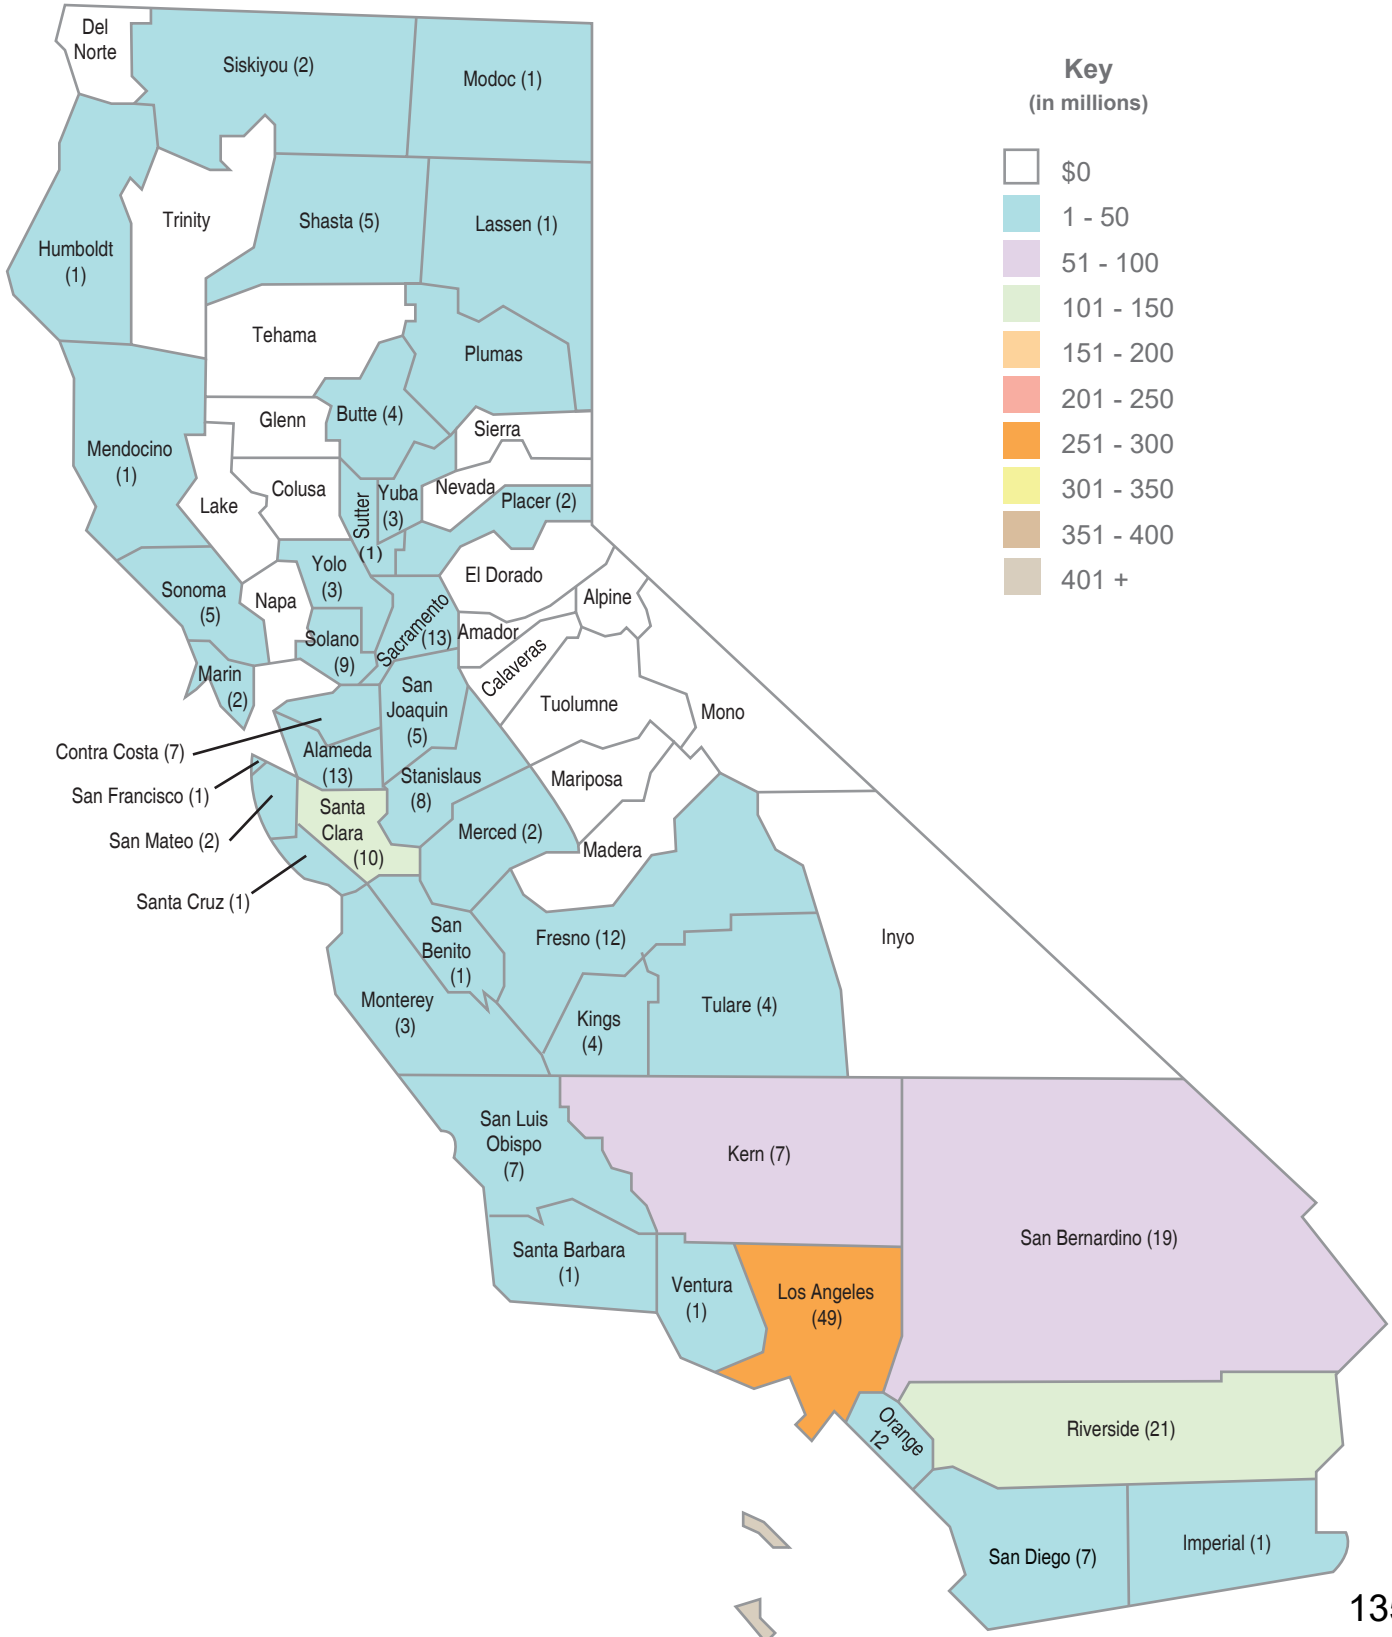 Del
Norte
Siskiyou (2)
Modoc (1)
Key
(in millions)
$0
1 - 50
51 - 100
101 - 150
151 - 200
201 - 250
251 - 300
301 - 350
351 - 400
401 +
Humboldt
(1)
Trinity
Shasta (5)
Lassen (1)
Tehama
Plumas
Glenn
Butte (4)
Sierra
Mendocino
(1)
Lake
Colusa
Sutter
(1)
Yuba
(3)
Nevada
Placer (2)
Sonoma
(5)
Napa
Yolo
(3)
El Dorado
Alpine
Solano
(9)
Sacramento
(13)
Amador
Calaveras
Marin
(2)
San
Joaquin
(5)
Tuolumne
Mono
Contra Costa (7)
Alameda
(13)
Stanislaus
(8)
Mariposa
San Francisco (1)
San Mateo (2)
Santa
Clara
(10)
Merced (2)
Madera
Santa Cruz (1)
San
Benito
(1)
Fresno (12)
Inyo
Monterey
(3)
Kings
(4)
Tulare (4)
San Luis
Obispo
(7)
Kern (7)
San Bernardino (19)
Santa Barbara
(1)
Ventura
(1)
Los Angeles
(49)
Orange
12
Riverside (21)
San Diego (7)
Imperial (1)
135